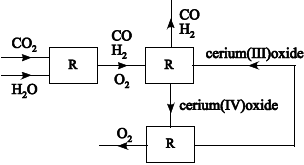 CO
H₂
CO₂
CO
H₂
cerium(III)oxide
R
R
H₂O
O₂
cerium(IV)oxide
O₂
R